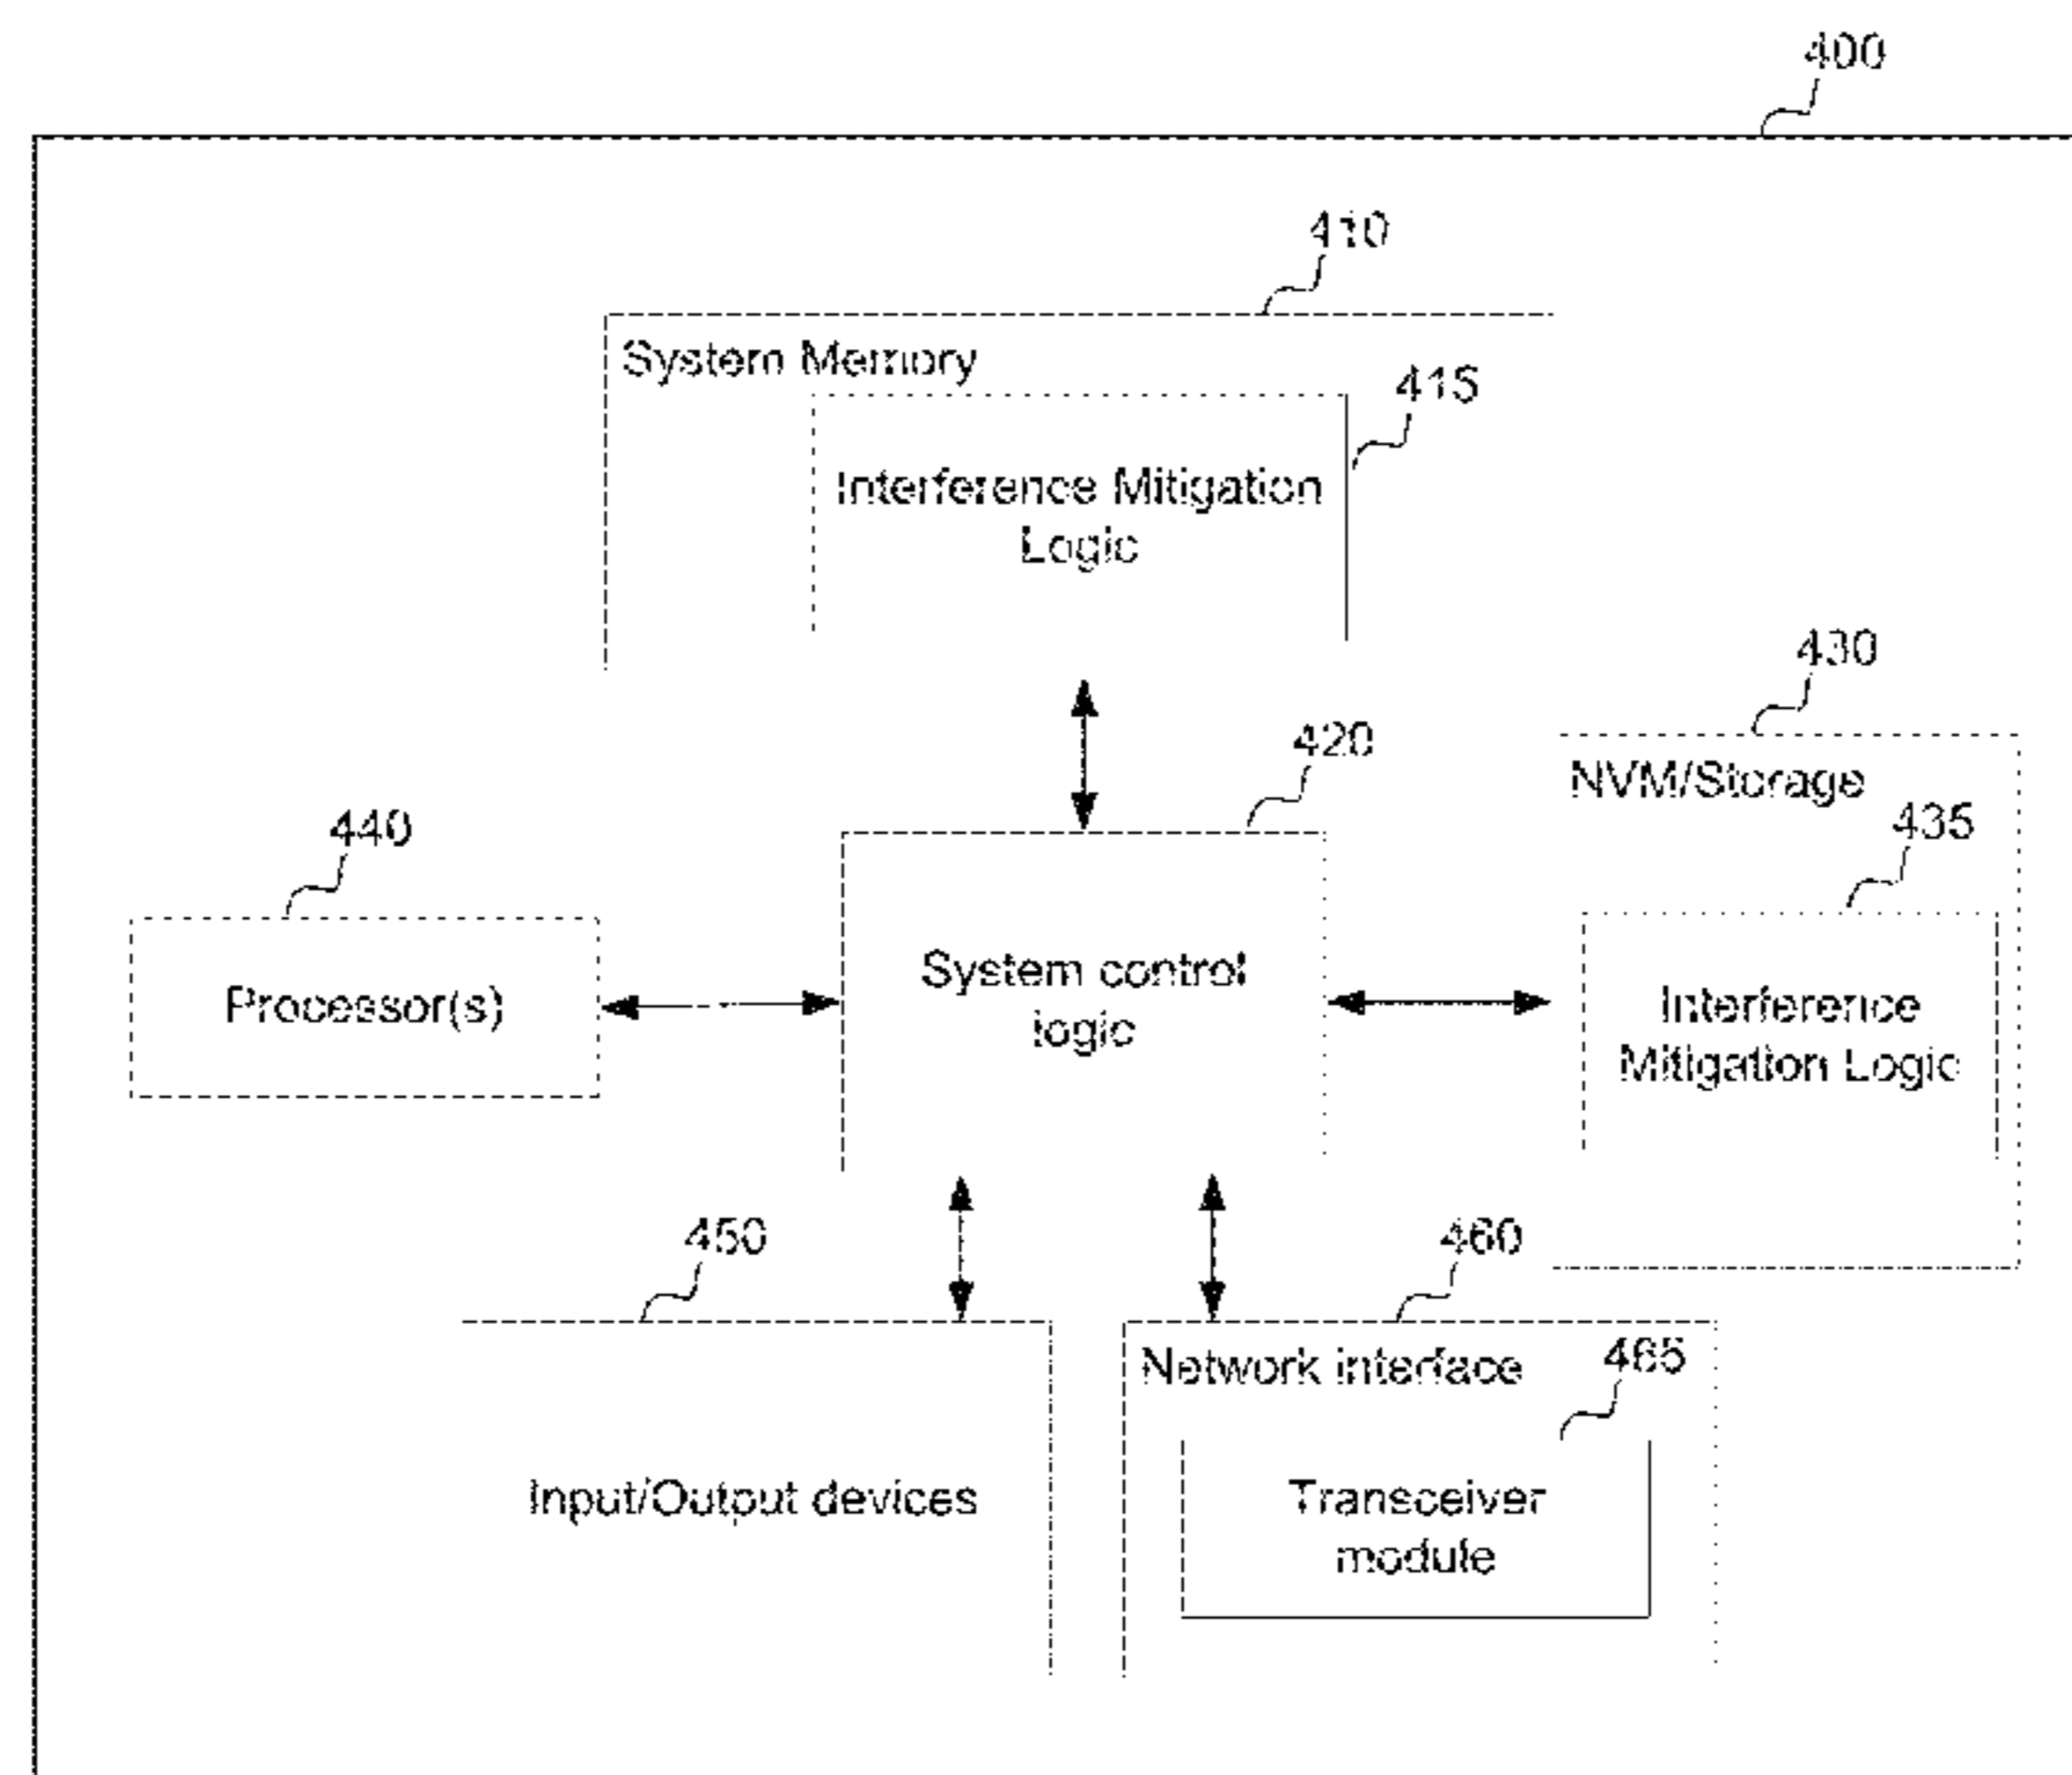 400
410
System Memory
415
Interference Mitigation
Logic
430
420
NVM/Storage
435
440
System control
logic
Processor(s)
Interference
Mitigation Logic
450
460
Network interface
465
Input/Output devices
Transceiver
module